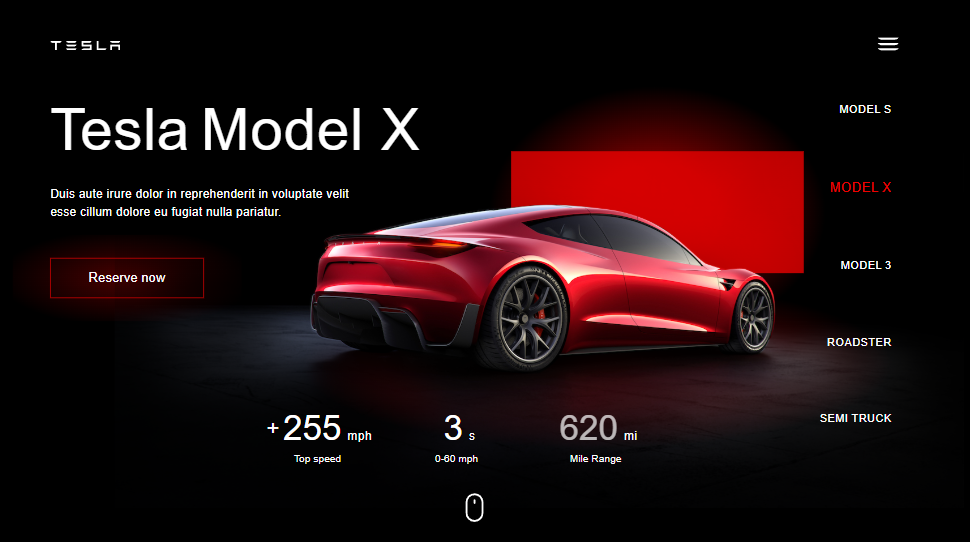 TESLA
Tesla Model X
Duis aute irure dolor in reprehenderit in voluptate velit
esse cillum dolore eu fugiat nulla pariatur.
Reserve now
MODEL S
MODEL X
MODEL 3
ROADSTER
SEMI TRUCK
+255 mph
Top speed
3 s
0-60 mph
620 mi
Mile Range